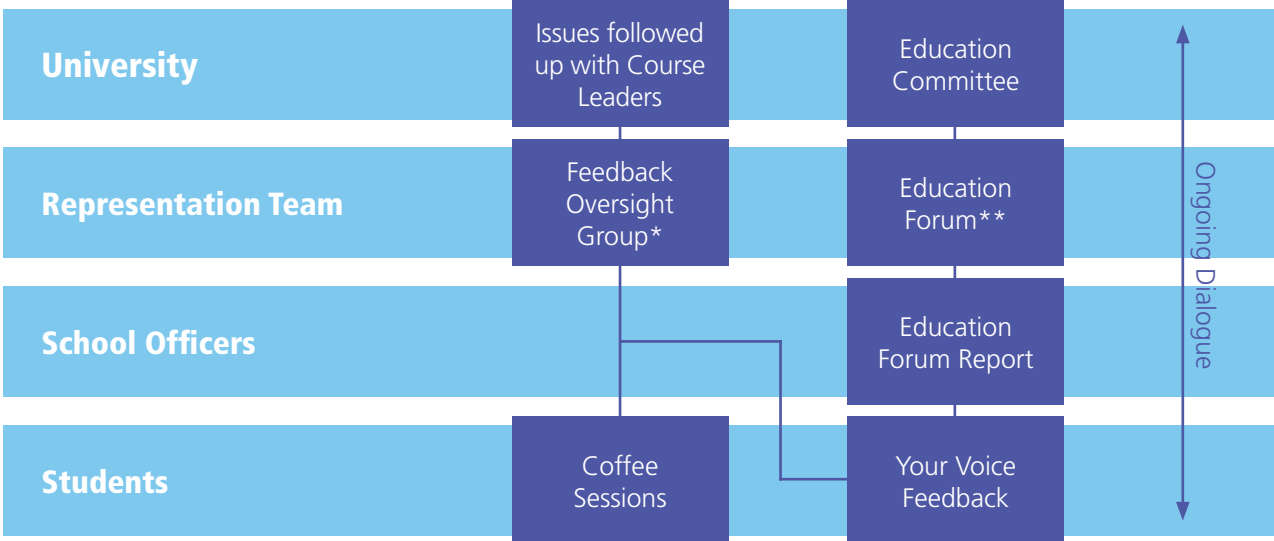 University
Issues followed
up with Course
Leaders
Education
Committee
Representation Team
Feedback
Oversight
Group*
Education
Forum**
School Officers
Education
Forum Report
Students
Coffee
Sessions
Your Voice
Feedback
Ongoing Dialogue